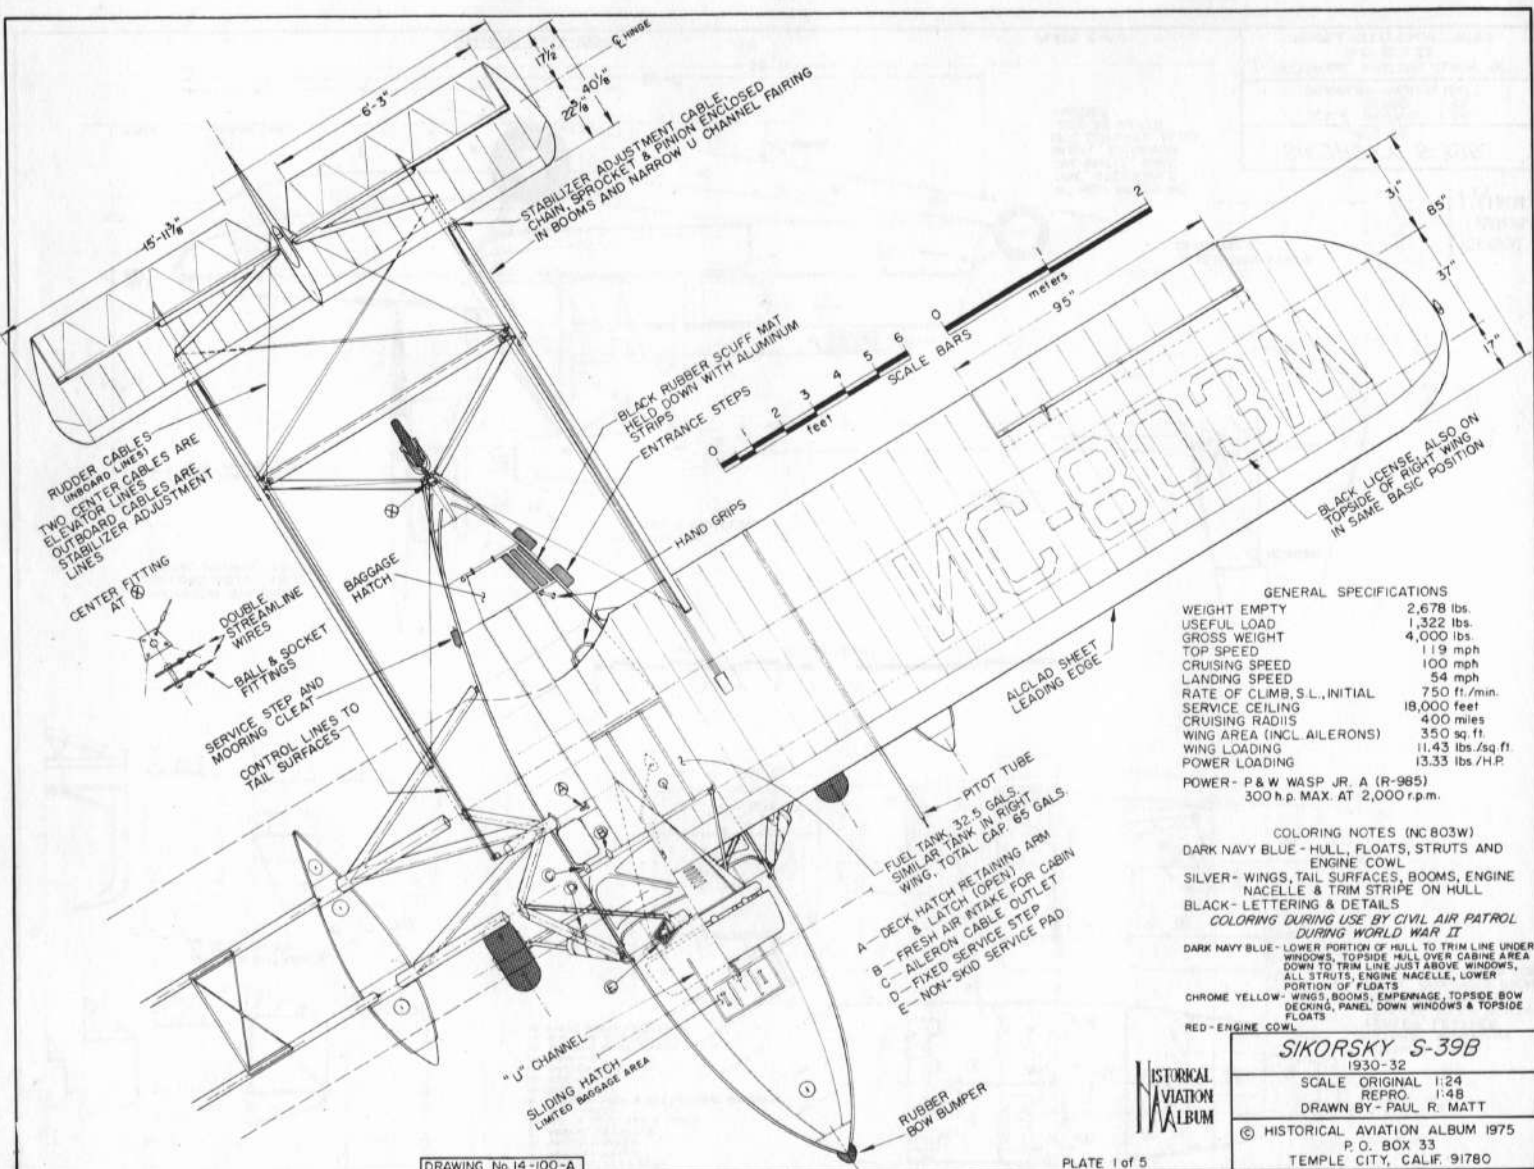 17½"
40⅛"
22⅝"
℄ HINGE
6'-3"
15'-11⅜"
STABILIZER ADJUSTMENT CABLE,
CHAIN, SPROCKET & PINION ENCLOSED
IN BOOMS AND NARROW U CHANNEL FAIRING
2
meters
0
95"
31"
85"
37"
17"
6
5
4
3
2
0
feet
SCALE BARS
BLACK RUBBER SCUFF MAT
HELD DOWN WITH ALUMINUM
STRIPS
ENTRANCE STEPS
HAND GRIPS
RUDDER CABLES
(INBOARD LINES)
TWO CENTER CABLES ARE
ELEVATOR LINES
OUTBOARD CABLES ARE
STABILIZER ADJUSTMENT
LINES
CENTER FITTING
AT ⊗
DOUBLE
STREAMLINE
WIRES
BALL & SOCKET
FITTINGS
BAGGAGE
HATCH
SERVICE STEP AND
MOORING CLEAT
CONTROL LINES TO
TAIL SURFACES
NC-803W
BLACK LICENSE, ALSO ON
TOPSIDE OF RIGHT WING
IN SAME BASIC POSITION
ALCLAD SHEET
LEADING EDGE
PITOT TUBE
FUEL TANK, 32.5 GALS.
SIMILAR TANK IN RIGHT
WING, TOTAL CAP. 65 GALS.
A - DECK HATCH RETAINING ARM
& LATCH (OPEN)
B - FRESH AIR INTAKE FOR CABIN
C - AILERON CABLE OUTLET
D - FIXED SERVICE STEP
E - NON-SKID SERVICE PAD
"U" CHANNEL
SLIDING HATCH
LIMITED BAGGAGE AREA
RUBBER
BOW BUMPER
GENERAL SPECIFICATIONS
WEIGHT EMPTY 2,678 lbs.
USEFUL LOAD 1,322 lbs.
GROSS WEIGHT 4,000 lbs.
TOP SPEED 119 mph
CRUISING SPEED 100 mph
LANDING SPEED 54 mph
RATE OF CLIMB, S.L., INITIAL 750 ft./min.
SERVICE CEILING 18,000 feet
CRUISING RADIIS 400 miles
WING AREA (INCL. AILERONS) 350 sq. ft.
WING LOADING 11.43 lbs./sq.ft.
POWER LOADING 13.33 lbs./H.P.
POWER - P & W WASP JR. A (R-985)
300 h.p. MAX. AT 2,000 r.p.m.
COLORING NOTES (NC 803W)
DARK NAVY BLUE - HULL, FLOATS, STRUTS AND
ENGINE COWL
SILVER - WINGS, TAIL SURFACES, BOOMS, ENGINE
NACELLE & TRIM STRIPE ON HULL
BLACK - LETTERING & DETAILS
COLORING DURING USE BY CIVIL AIR PATROL
DURING WORLD WAR II
DARK NAVY BLUE - LOWER PORTION OF HULL TO TRIM LINE UNDER
WINDOWS, TOPSIDE HULL OVER CABINE AREA
DOWN TO TRIM LINE JUST ABOVE WINDOWS,
ALL STRUTS, ENGINE NACELLE, LOWER
PORTION OF FLOATS
CHROME YELLOW - WINGS, BOOMS, EMPENNAGE, TOPSIDE BOW
DECKING, PANEL DOWN WINDOWS & TOPSIDE
FLOATS
RED - ENGINE COWL
HISTORICAL
AVIATION
ALBUM
SIKORSKY S-39B
1930-32
SCALE ORIGINAL 1:24
REPRO. 1:48
DRAWN BY - PAUL R. MATT
© HISTORICAL AVIATION ALBUM 1975
P. O. BOX 33
TEMPLE CITY, CALIF. 91780
DRAWING No. 14-100-A
PLATE 1 of 5